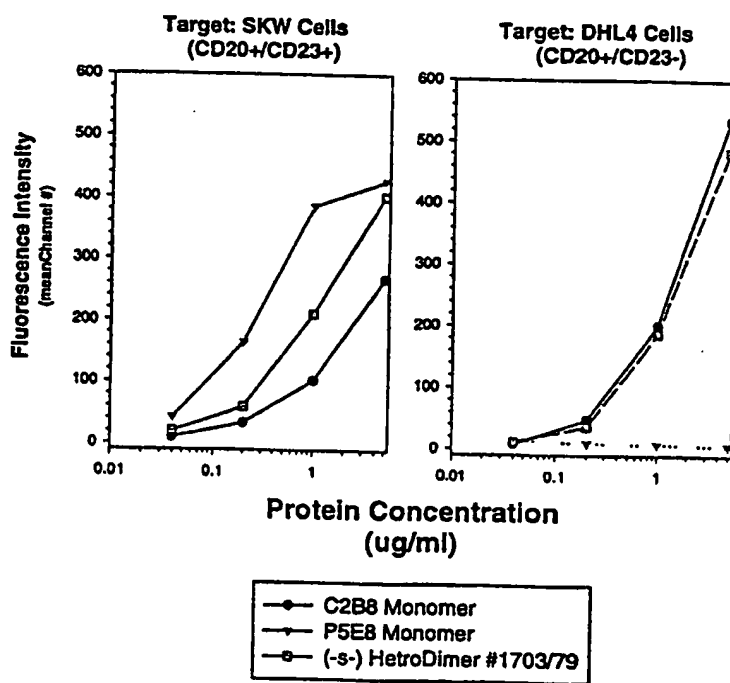 Target: SKW Cells
(CD20+/CD23+)
Target: DHL4 Cells
(CD20+/CD23-)
Fluorescence Intensity
(meanChannel #)
600
500
400
300
200
100
0
0.01
0.1
1
600
500
400
300
200
100
0
0.01
0.1
1
Protein Concentration
(ug/ml)
C2B8 Monomer
P5E8 Monomer
(-s-) HetroDimer #1703/79